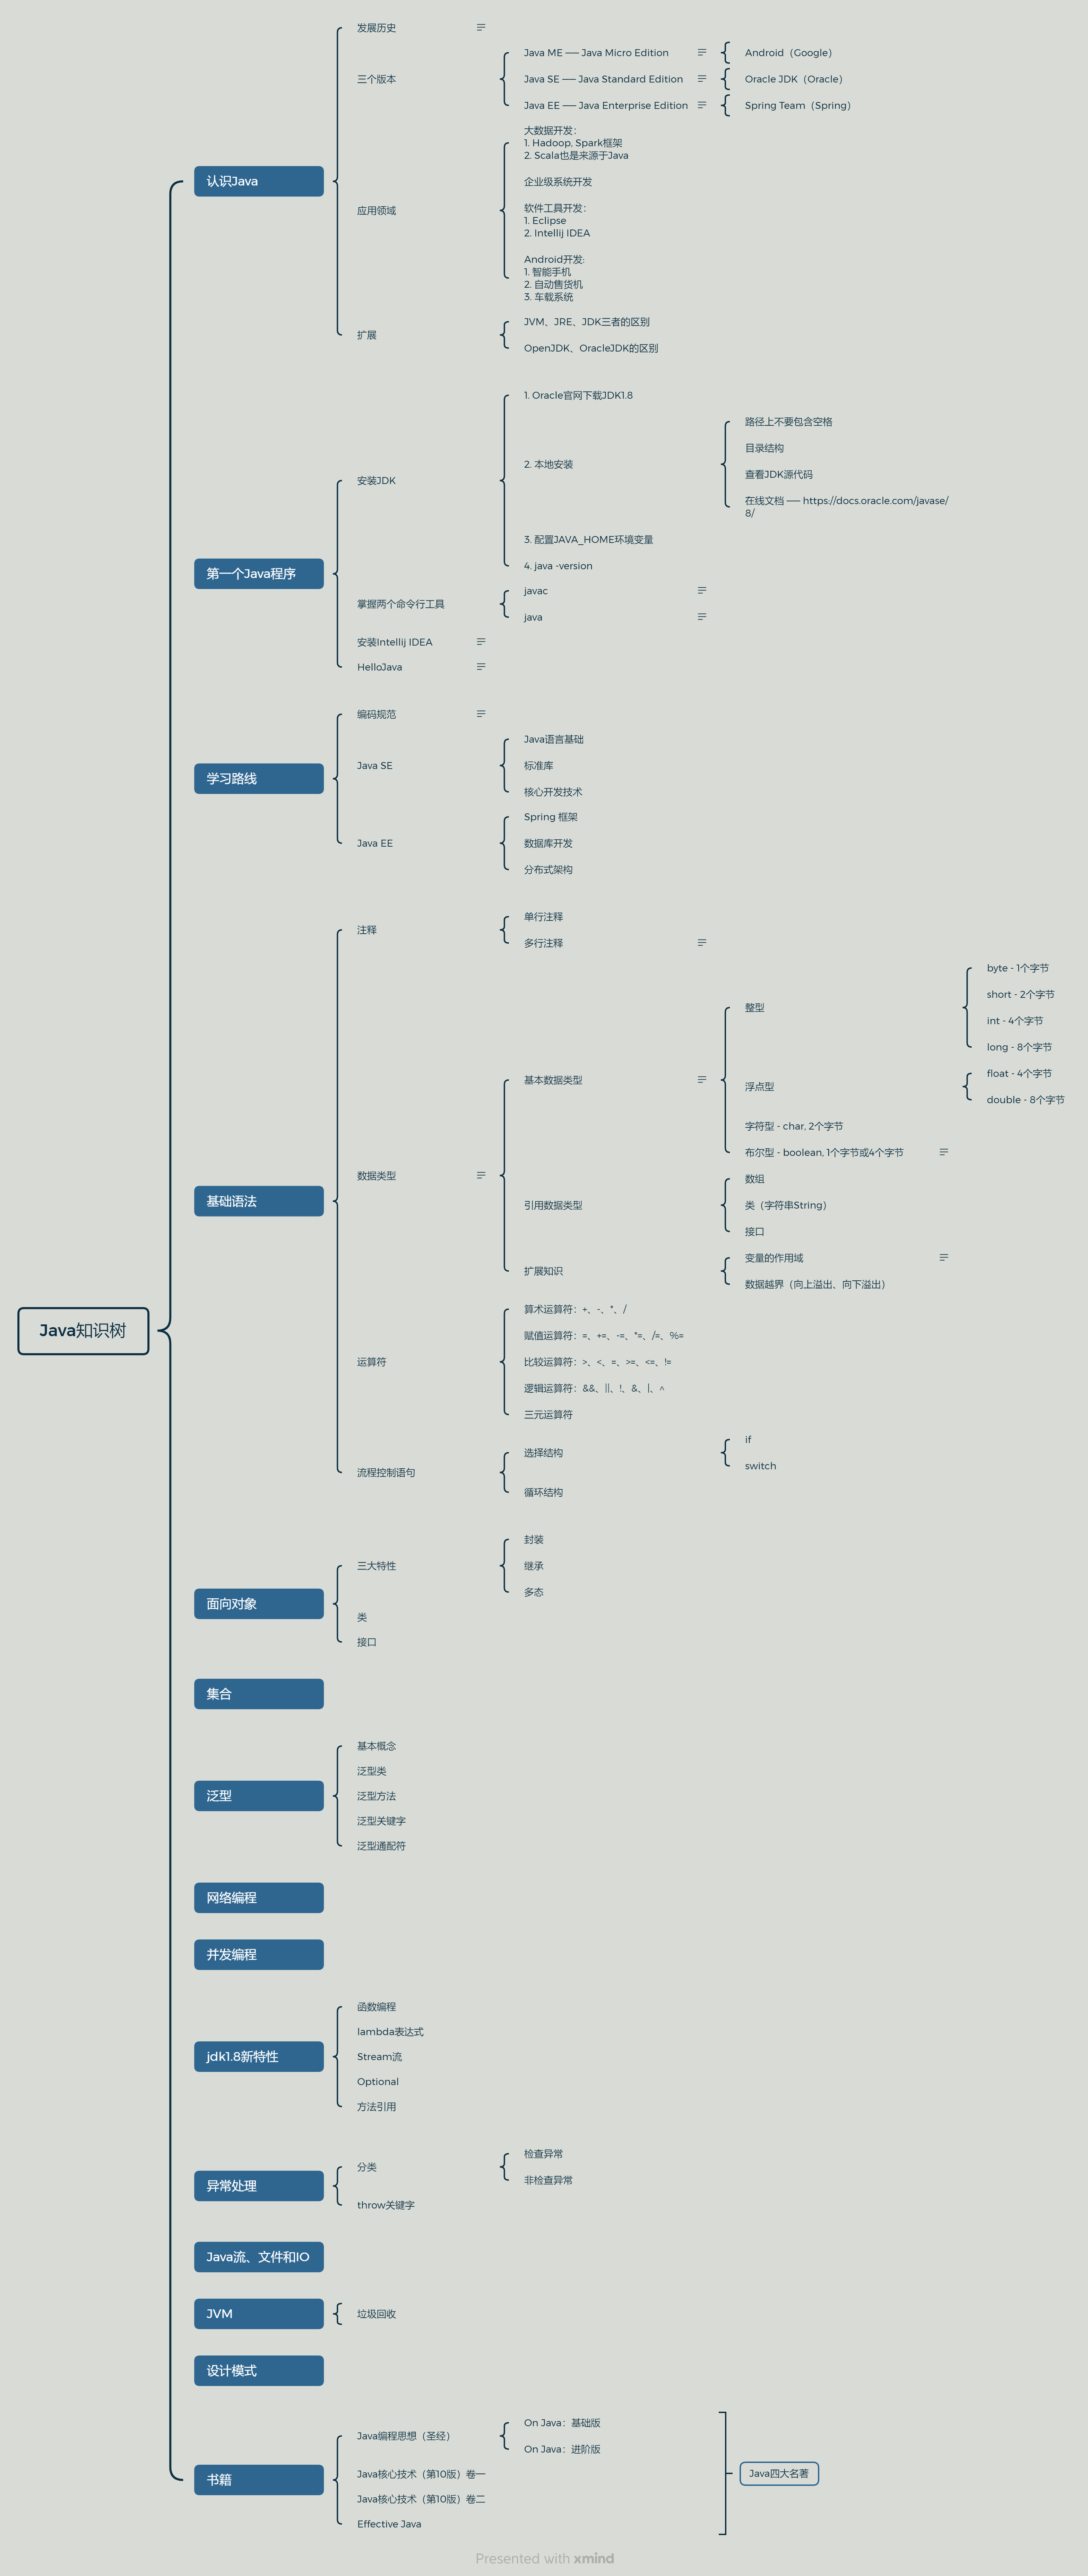 Java知识树
认识Java
发展历史
三个版本
Java ME —— Java Micro Edition
Android（Google）
Java SE —— Java Standard Edition
Oracle JDK（Oracle）
Java EE —— Java Enterprise Edition
Spring Team（Spring）
应用领域
大数据开发：
1. Hadoop, Spark框架
2. Scala也是来源于Java
企业级系统开发
软件工具开发：
1. Eclipse
2. Intellij IDEA
Android开发:
1. 智能手机
2. 自动售货机
3. 车载系统
扩展
JVM、JRE、JDK三者的区别
OpenJDK、OracleJDK的区别
第一个Java程序
安装JDK
1. Oracle官网下载JDK1.8
2. 本地安装
路径上不要包含空格
目录结构
查看JDK源代码
在线文档 —— https://docs.oracle.com/javase/
8/
3. 配置JAVA_HOME环境变量
4. java -version
掌握两个命令行工具
javac
java
安装Intellij IDEA
HelloJava
学习路线
编码规范
Java SE
Java语言基础
标准库
核心开发技术
Java EE
Spring 框架
数据库开发
分布式架构
基础语法
注释
单行注释
多行注释
数据类型
基本数据类型
整型
byte - 1个字节
short - 2个字节
int - 4个字节
long - 8个字节
浮点型
float - 4个字节
double - 8个字节
字符型 - char, 2个字节
布尔型 - boolean, 1个字节或4个字节
引用数据类型
数组
类（字符串String）
接口
扩展知识
变量的作用域
数据越界（向上溢出、向下溢出）
运算符
算术运算符：+、-、*、/
赋值运算符：=、+=、-=、*=、/=、%=
比较运算符：>、<、=、>=、<=、!=
逻辑运算符：&&、||、!、&、|、^
三元运算符
流程控制语句
选择结构
if
switch
循环结构
面向对象
三大特性
封装
继承
多态
类
接口
集合
泛型
基本概念
泛型类
泛型方法
泛型关键字
泛型通配符
网络编程
并发编程
jdk1.8新特性
函数编程
lambda表达式
Stream流
Optional
方法引用
异常处理
分类
检查异常
非检查异常
throw关键字
Java流、文件和IO
JVM
垃圾回收
设计模式
书籍
Java编程思想（圣经）
On Java：基础版
On Java：进阶版
Java核心技术（第10版）卷一
Java核心技术（第10版）卷二
Effective Java
Java四大名著
Presented with xmind